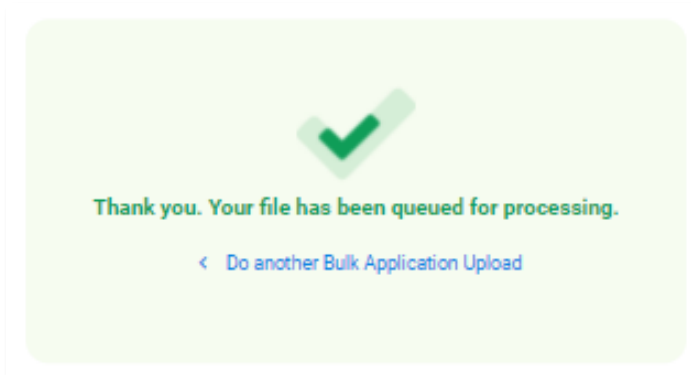 Thank you. Your file has been queued for processing.
< Do another Bulk Application Upload